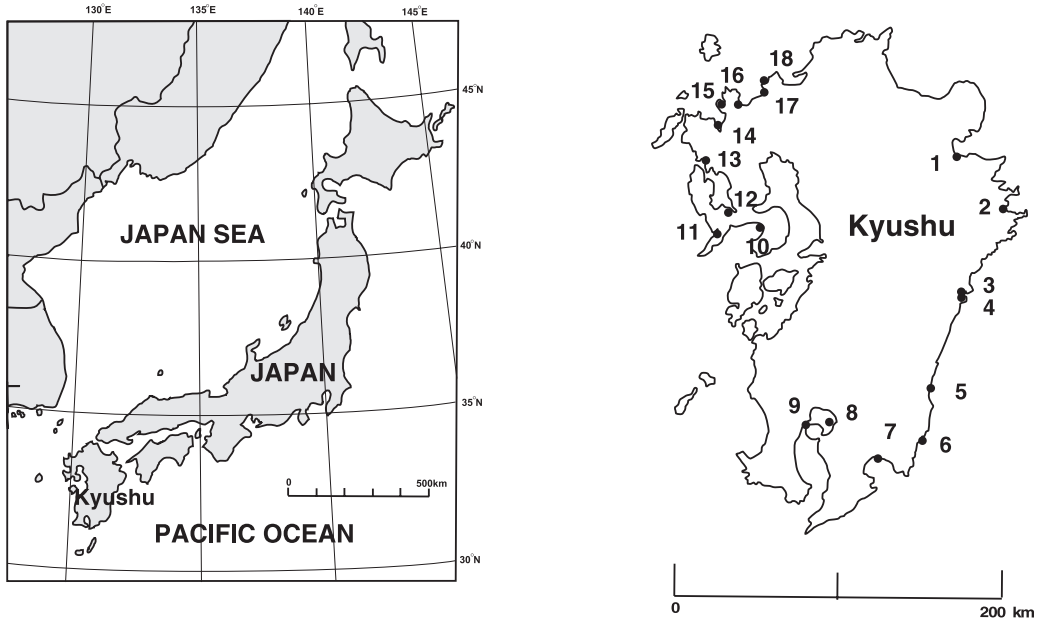 130°E
135°E
140°E
145°E
45°N
JAPAN SEA
40°N
JAPAN
35°N
0
500km
Kyushu
PACIFIC OCEAN
30°N
18
16
15
17
14
13
1
12
2
Kyushu
11
10
3
4
5
9
8
7
6
0
200 km